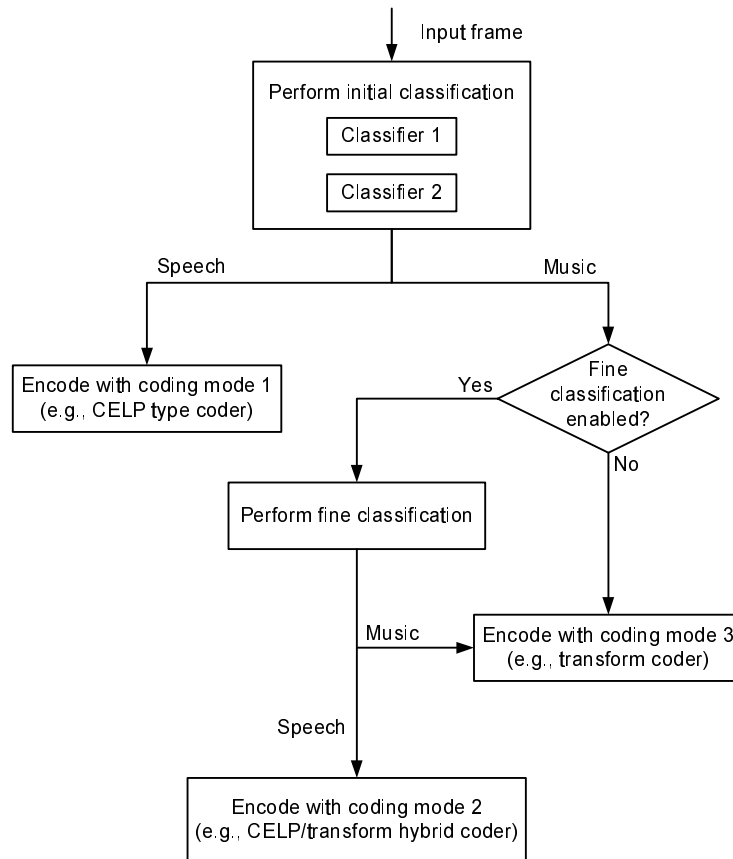 Input frame
Perform initial classification
Classifier 1
Classifier 2
Speech
Music
Encode with coding mode 1
(e.g., CELP type coder)
Fine
classification
enabled?
Yes
No
Perform fine classification
Music
Encode with coding mode 3
(e.g., transform coder)
Speech
Encode with coding mode 2
(e.g., CELP/transform hybrid coder)